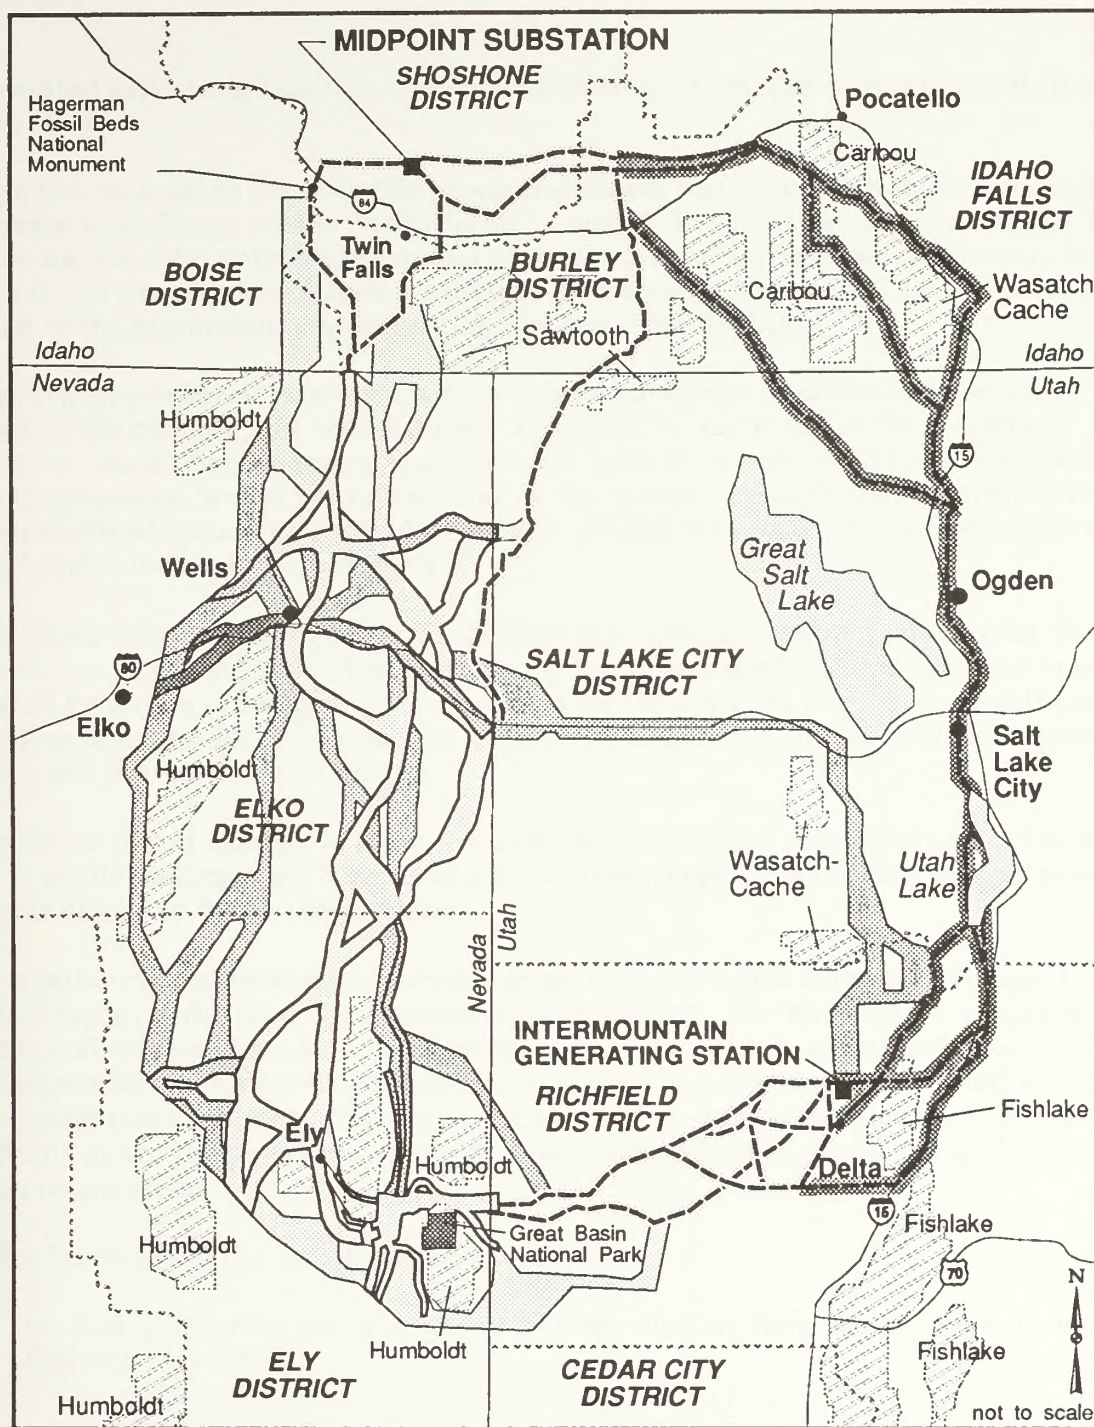 MIDPOINT SUBSTATION
SHOSHONE
DISTRICT
Hagerman
Fossil Beds
National
Monument
Pocatello
Caribou
IDAHO
FALLS
DISTRICT
84
Twin
Falls
BOISE
DISTRICT
BURLEY
DISTRICT
Caribou
Wasatch-
Cache
Sawtooth
Idaho
Nevada
Idaho
Utah
Humboldt
15
Great
Salt
Lake
Wells
Ogden
80
Elko
SALT LAKE CITY
DISTRICT
Salt
Lake
City
Humboldt
ELKO
DISTRICT
Wasatch-
Cache
Utah
Lake
Nevada
Utah
INTERMOUNTAIN
GENERATING STATION
RICHFIELD
DISTRICT
Fishlake
Ely
Humboldt
Delta
15
Fishlake
Great Basin
National Park
Humboldt
70
N
Humboldt
Fishlake
ELY
DISTRICT
CEDAR CITY
DISTRICT
Humboldt
not to scale